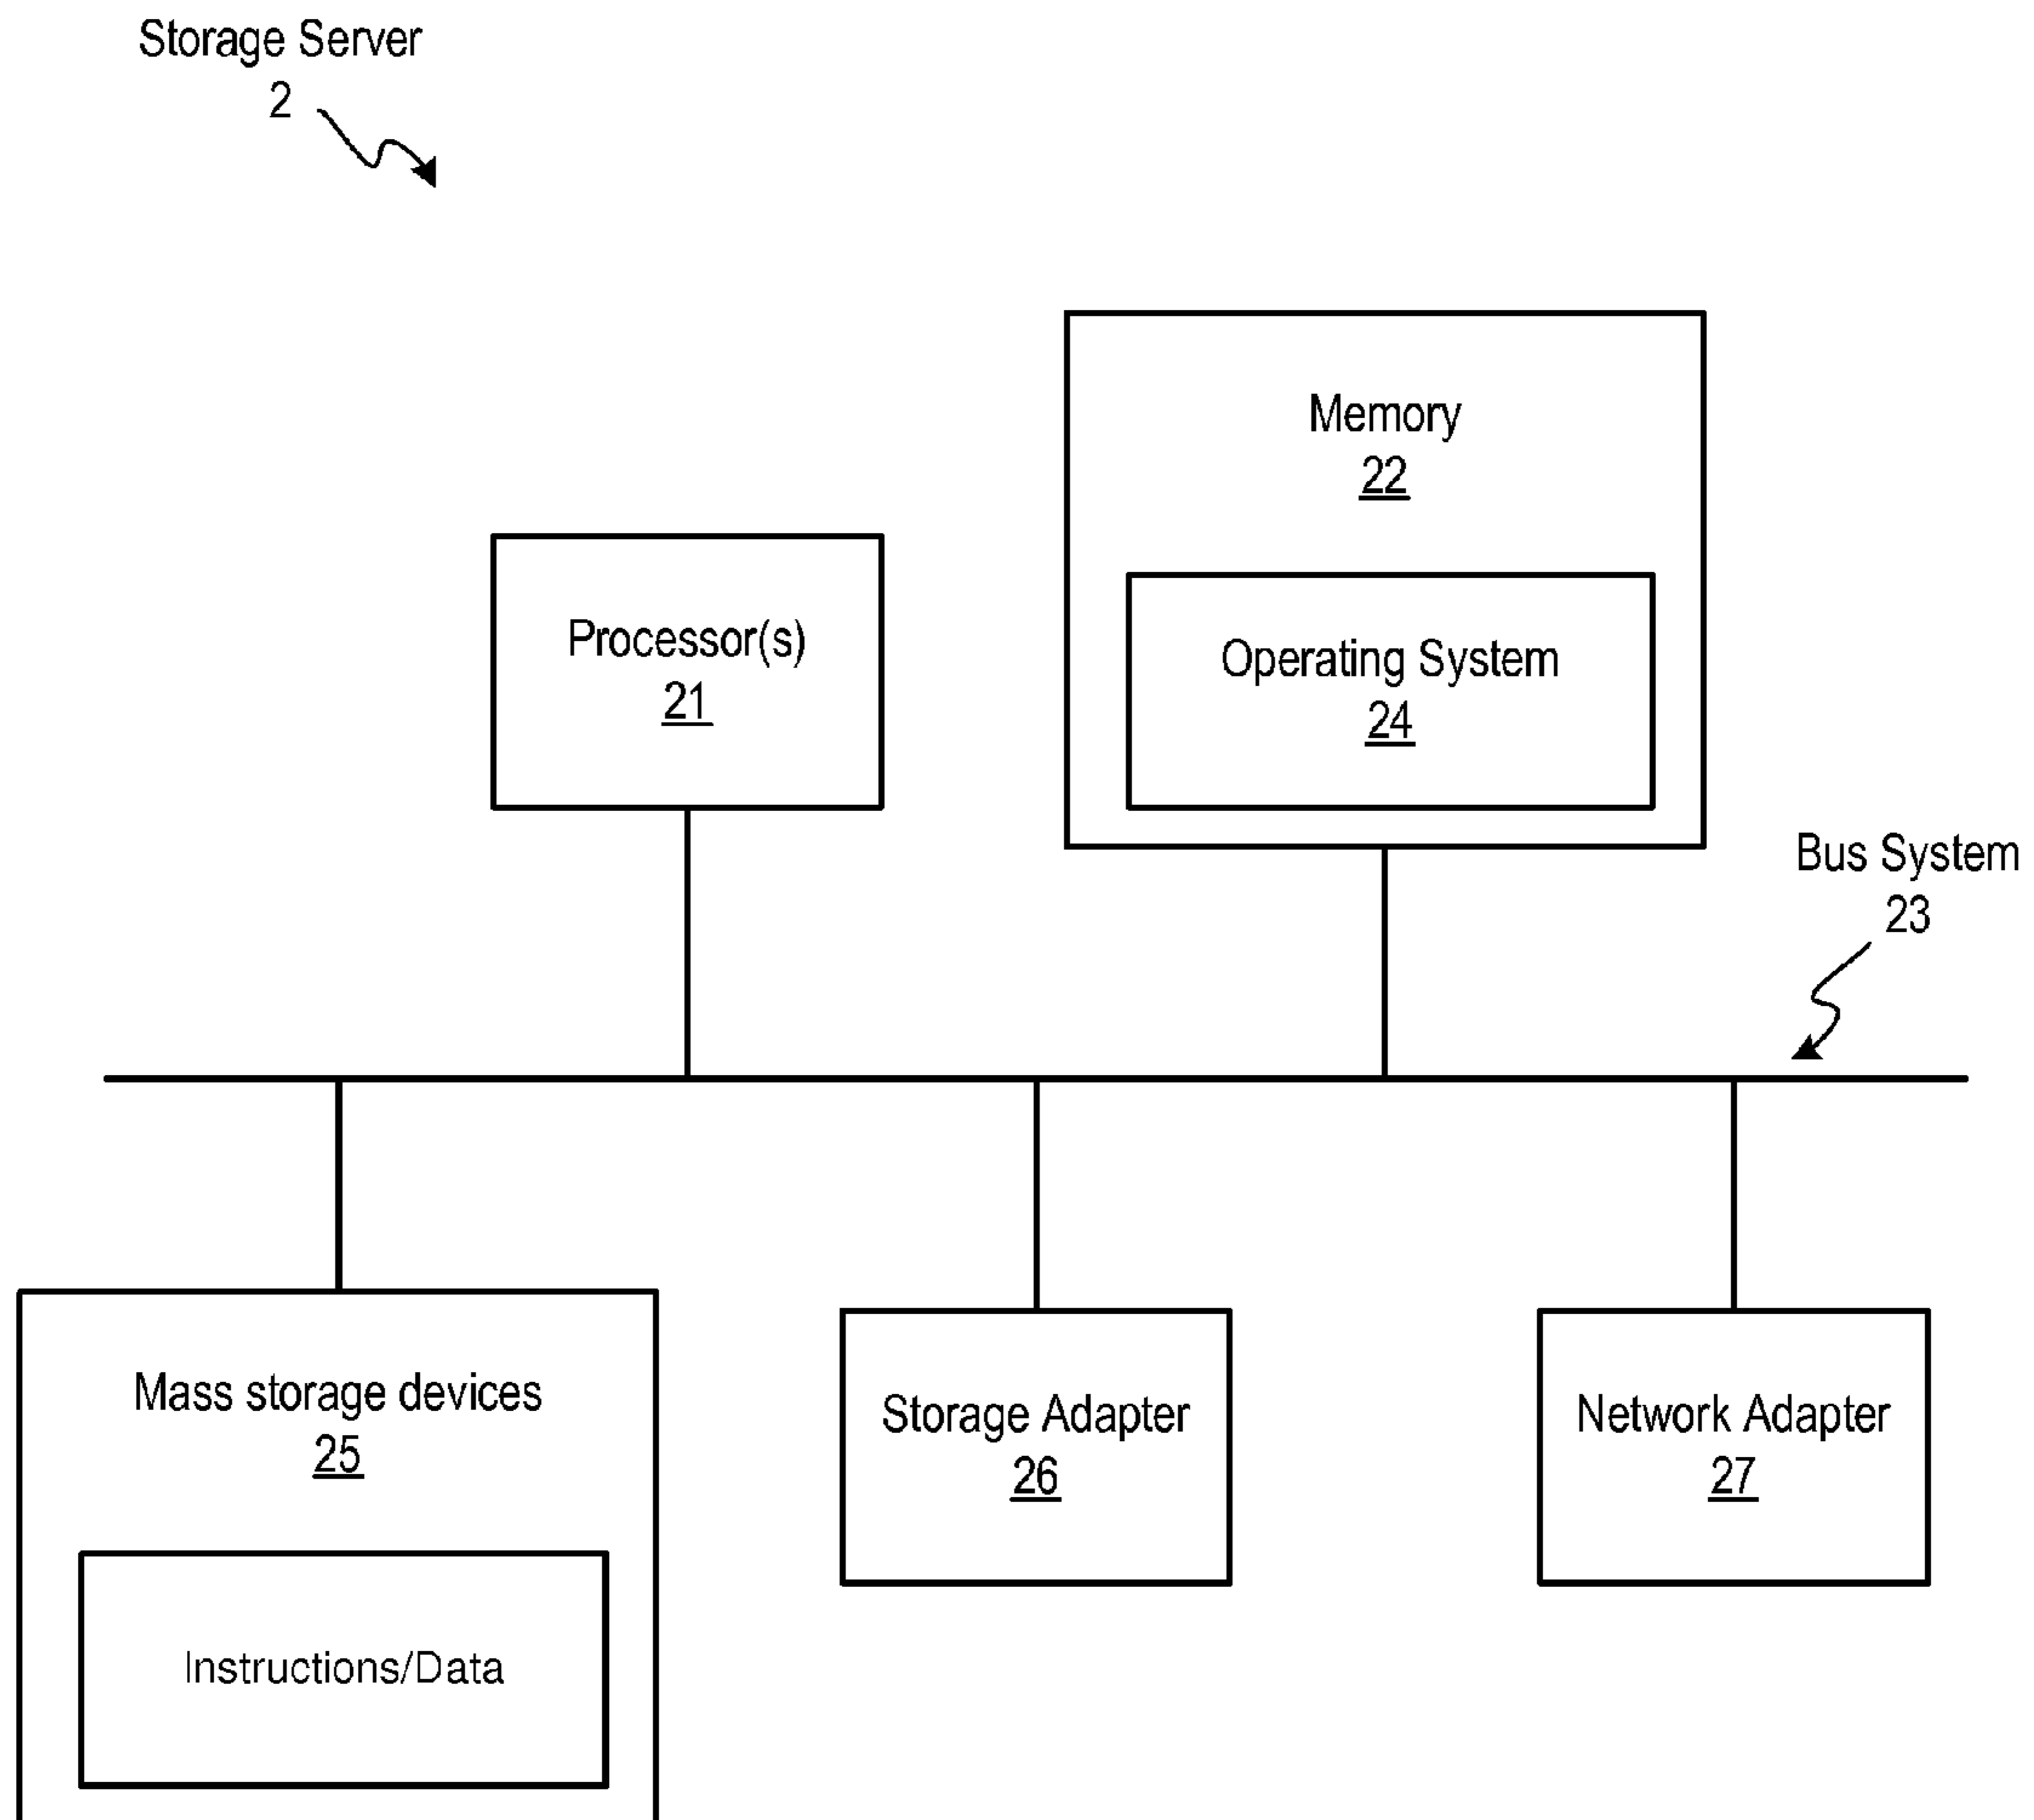 Storage Server
2
Memory
22
Processor(s)
21
Operating System
24
Bus System
23
Mass storage devices
25
Storage Adapter
26
Network Adapter
27
Instructions/Data